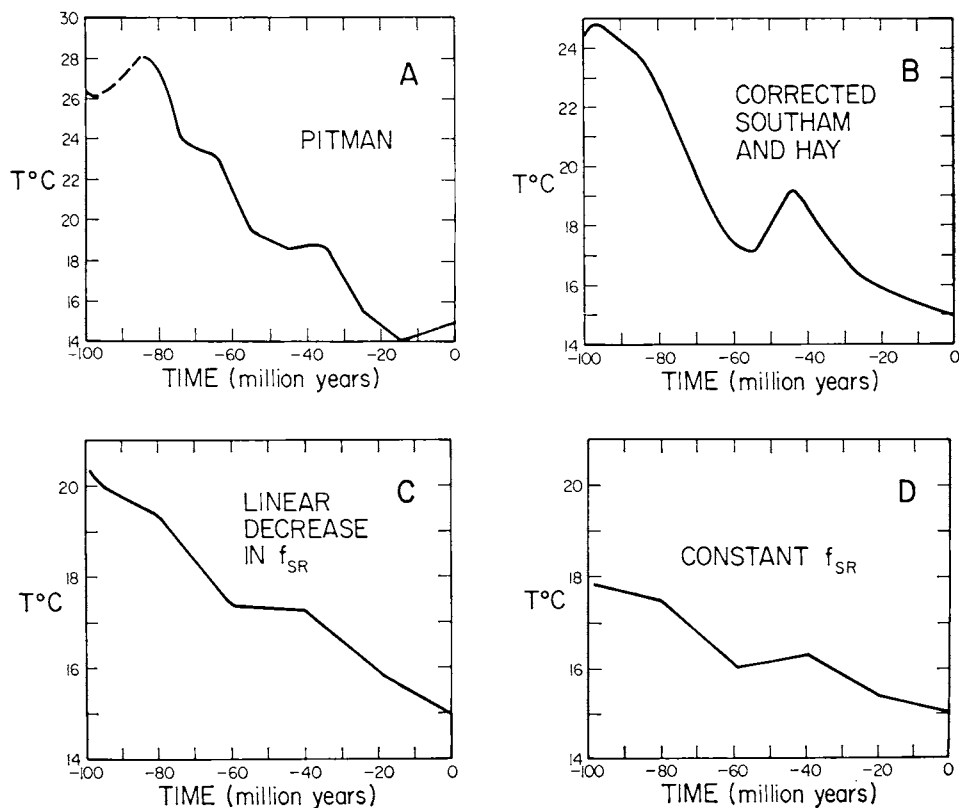 A
PITMAN
T°C
30
28
26
24
22
20
18
16
14
-100 -80 -60 -40 -20 0
TIME (million years)
B
CORRECTED
SOUTHAM
AND HAY
T°C
24
22
20
18
16
14
-100 -80 -60 -40 -20 0
TIME (million years)
C
LINEAR
DECREASE
IN fSR
T°C
20
18
16
14
-100 -80 -60 -40 -20 0
TIME (million years)
D
CONSTANT fSR
T°C
20
18
16
14
-100 -80 -60 -40 -20 0
TIME (million years)